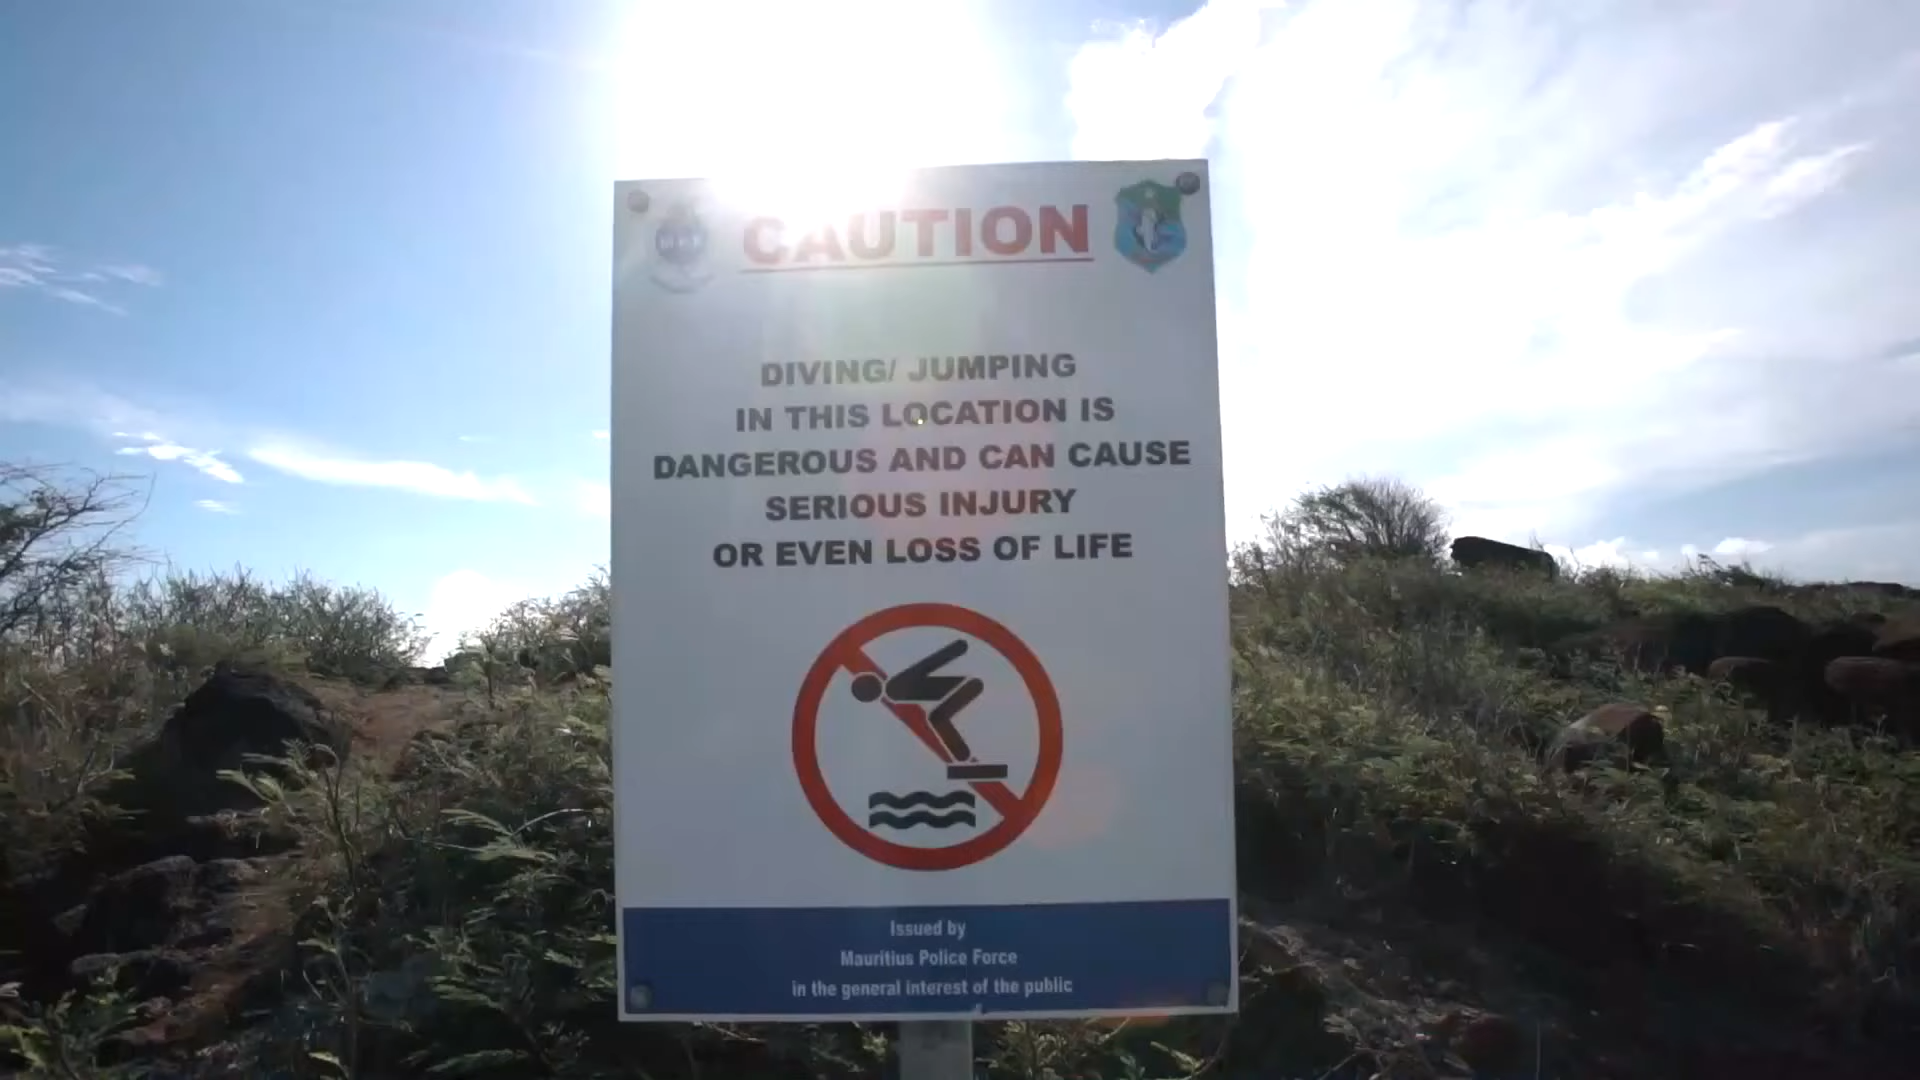 CAUTION
DIVING/ JUMPING
IN THIS LOCATION IS
DANGEROUS AND CAN CAUSE
SERIOUS INJURY
OR EVEN LOSS OF LIFE
Issued by
Mauritius Police Force
in the general interest of the public